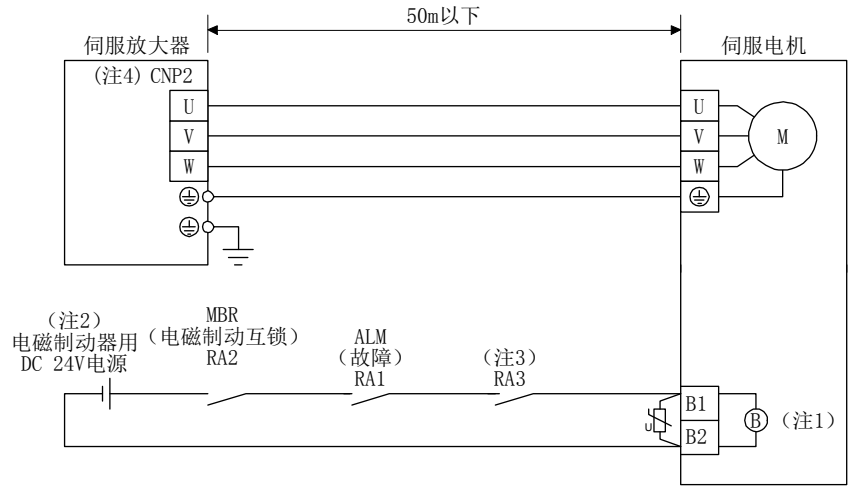 50m以下
伺服放大器
伺服电机
(注4) CNP2
U
V
W
U
V
W
M
（注2）
电磁制动器用
DC 24V电源
MBR
（电磁制动互锁）
RA2
ALM
（故障）
RA1
（注3）
RA3
U
B1
B2
B
（注1）